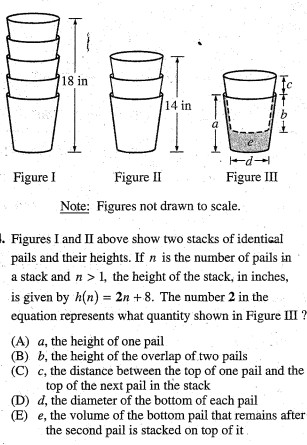 18 in
14 in
a
b
c
d
e
Figure I
Figure II
Figure III
Note: Figures not drawn to scale.
. Figures I and II above show two stacks of identical
pails and their heights. If n is the number of pails in
a stack and n > 1, the height of the stack, in inches,
is given by h(n) = 2n + 8. The number 2 in the
equation represents what quantity shown in Figure III ?
(A) a, the height of one pail
(B) b, the height of the overlap of two pails
(C) c, the distance between the top of one pail and the
top of the next pail in the stack
(D) d, the diameter of the bottom of each pail
(E) e, the volume of the bottom pail that remains after
the second pail is stacked on top of it